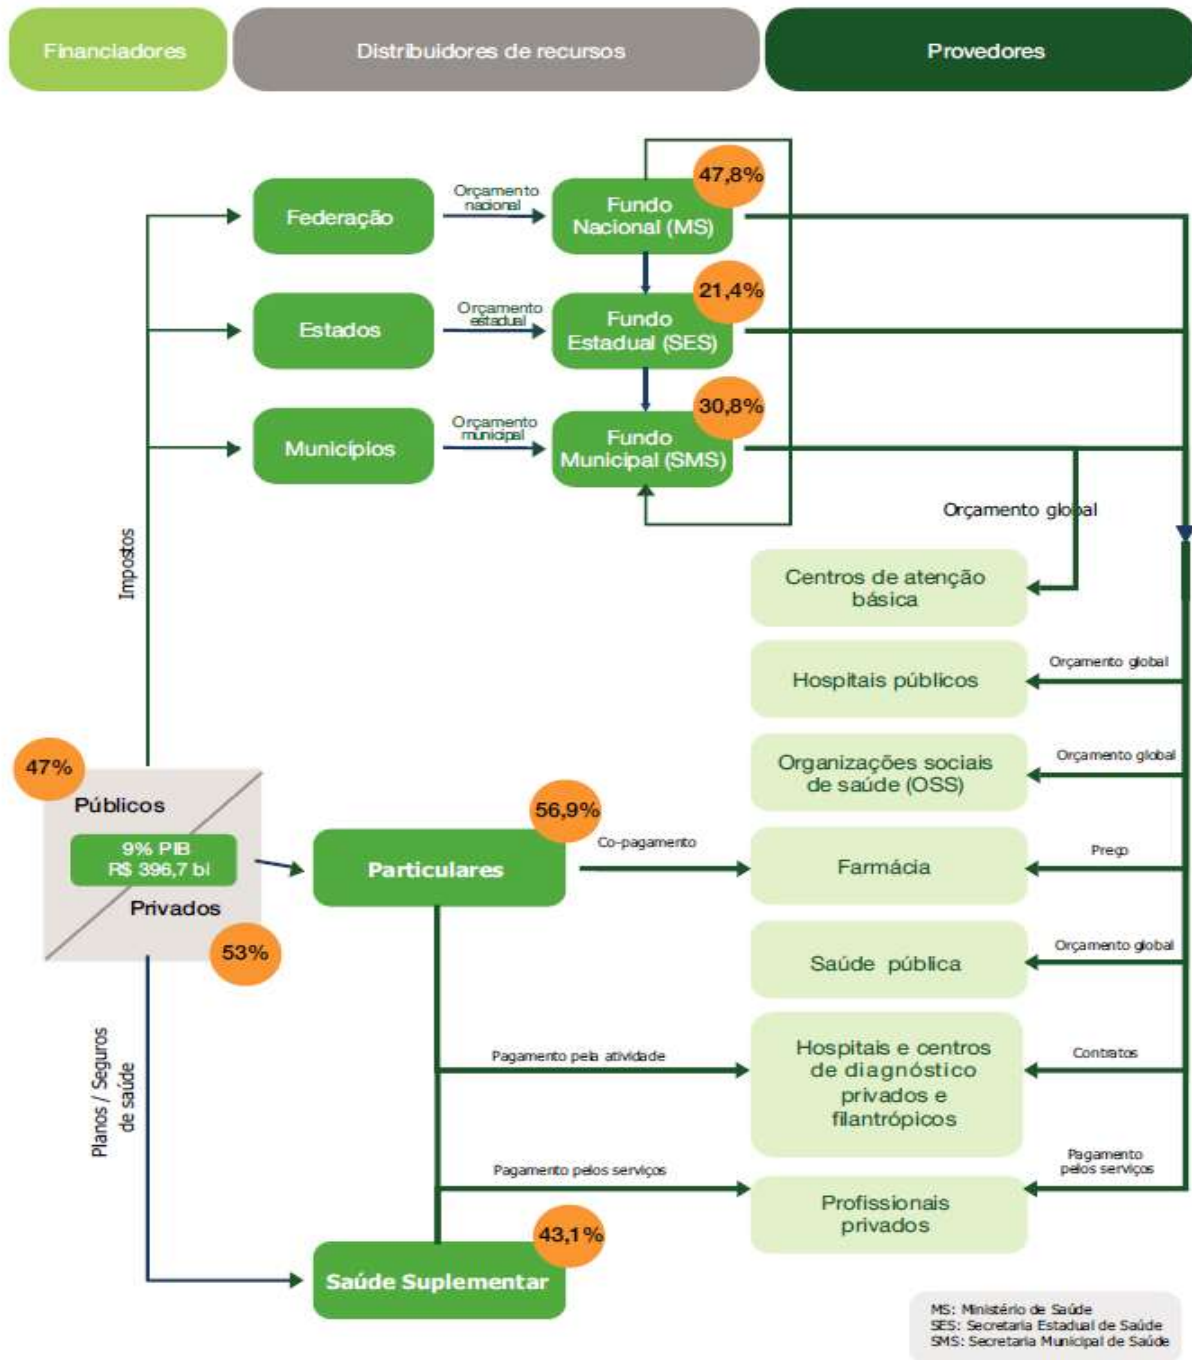 Financiadores
Distribuidores de recursos
Provedores
47,8%
Federação
Orçamento
nacional
Fundo
Nacional (MS)
21,4%
Estados
Orçamento
estadual
Fundo
Estadual (SES)
30,8%
Municípios
Orçamento
municipal
Fundo
Municipal (SMS)
Orçamento global
Impostos
Centros de atenção
básica
Hospitais públicos
Orçamento global
Organizações sociais
de saúde (OSS)
Orçamento global
47%
Públicos
9% PIB
R$ 396,7 bl
Privados
53%
56,9%
Particulares
Co-pagamento
Farmácia
Preço
Saúde pública
Orçamento global
Planos / Seguros
de saúde
Pagamento pela atividade
Hospitais e centros
de diagnóstico
privados e
filantrópicos
Contratos
Pagamento pelos serviços
Profissionais
privados
Pagamento
pelos serviços
43,1%
Saúde Suplementar
MS: Ministério de Saúde
SES: Secretaria Estadual de Saúde
SMS: Secretaria Municipal de Saúde